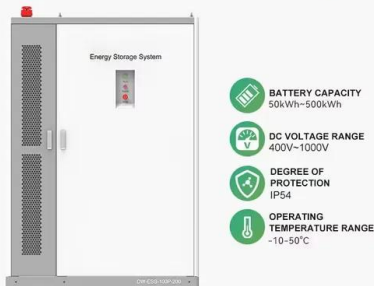 Energy Storage System
BATTERY CAPACITY
50kWh~500kWh
DC VOLTAGE RANGE
400V~1000V
V
DEGREE OF
PROTECTION
IP54
OPERATING
TEMPERATURE RANGE
-10-50°C